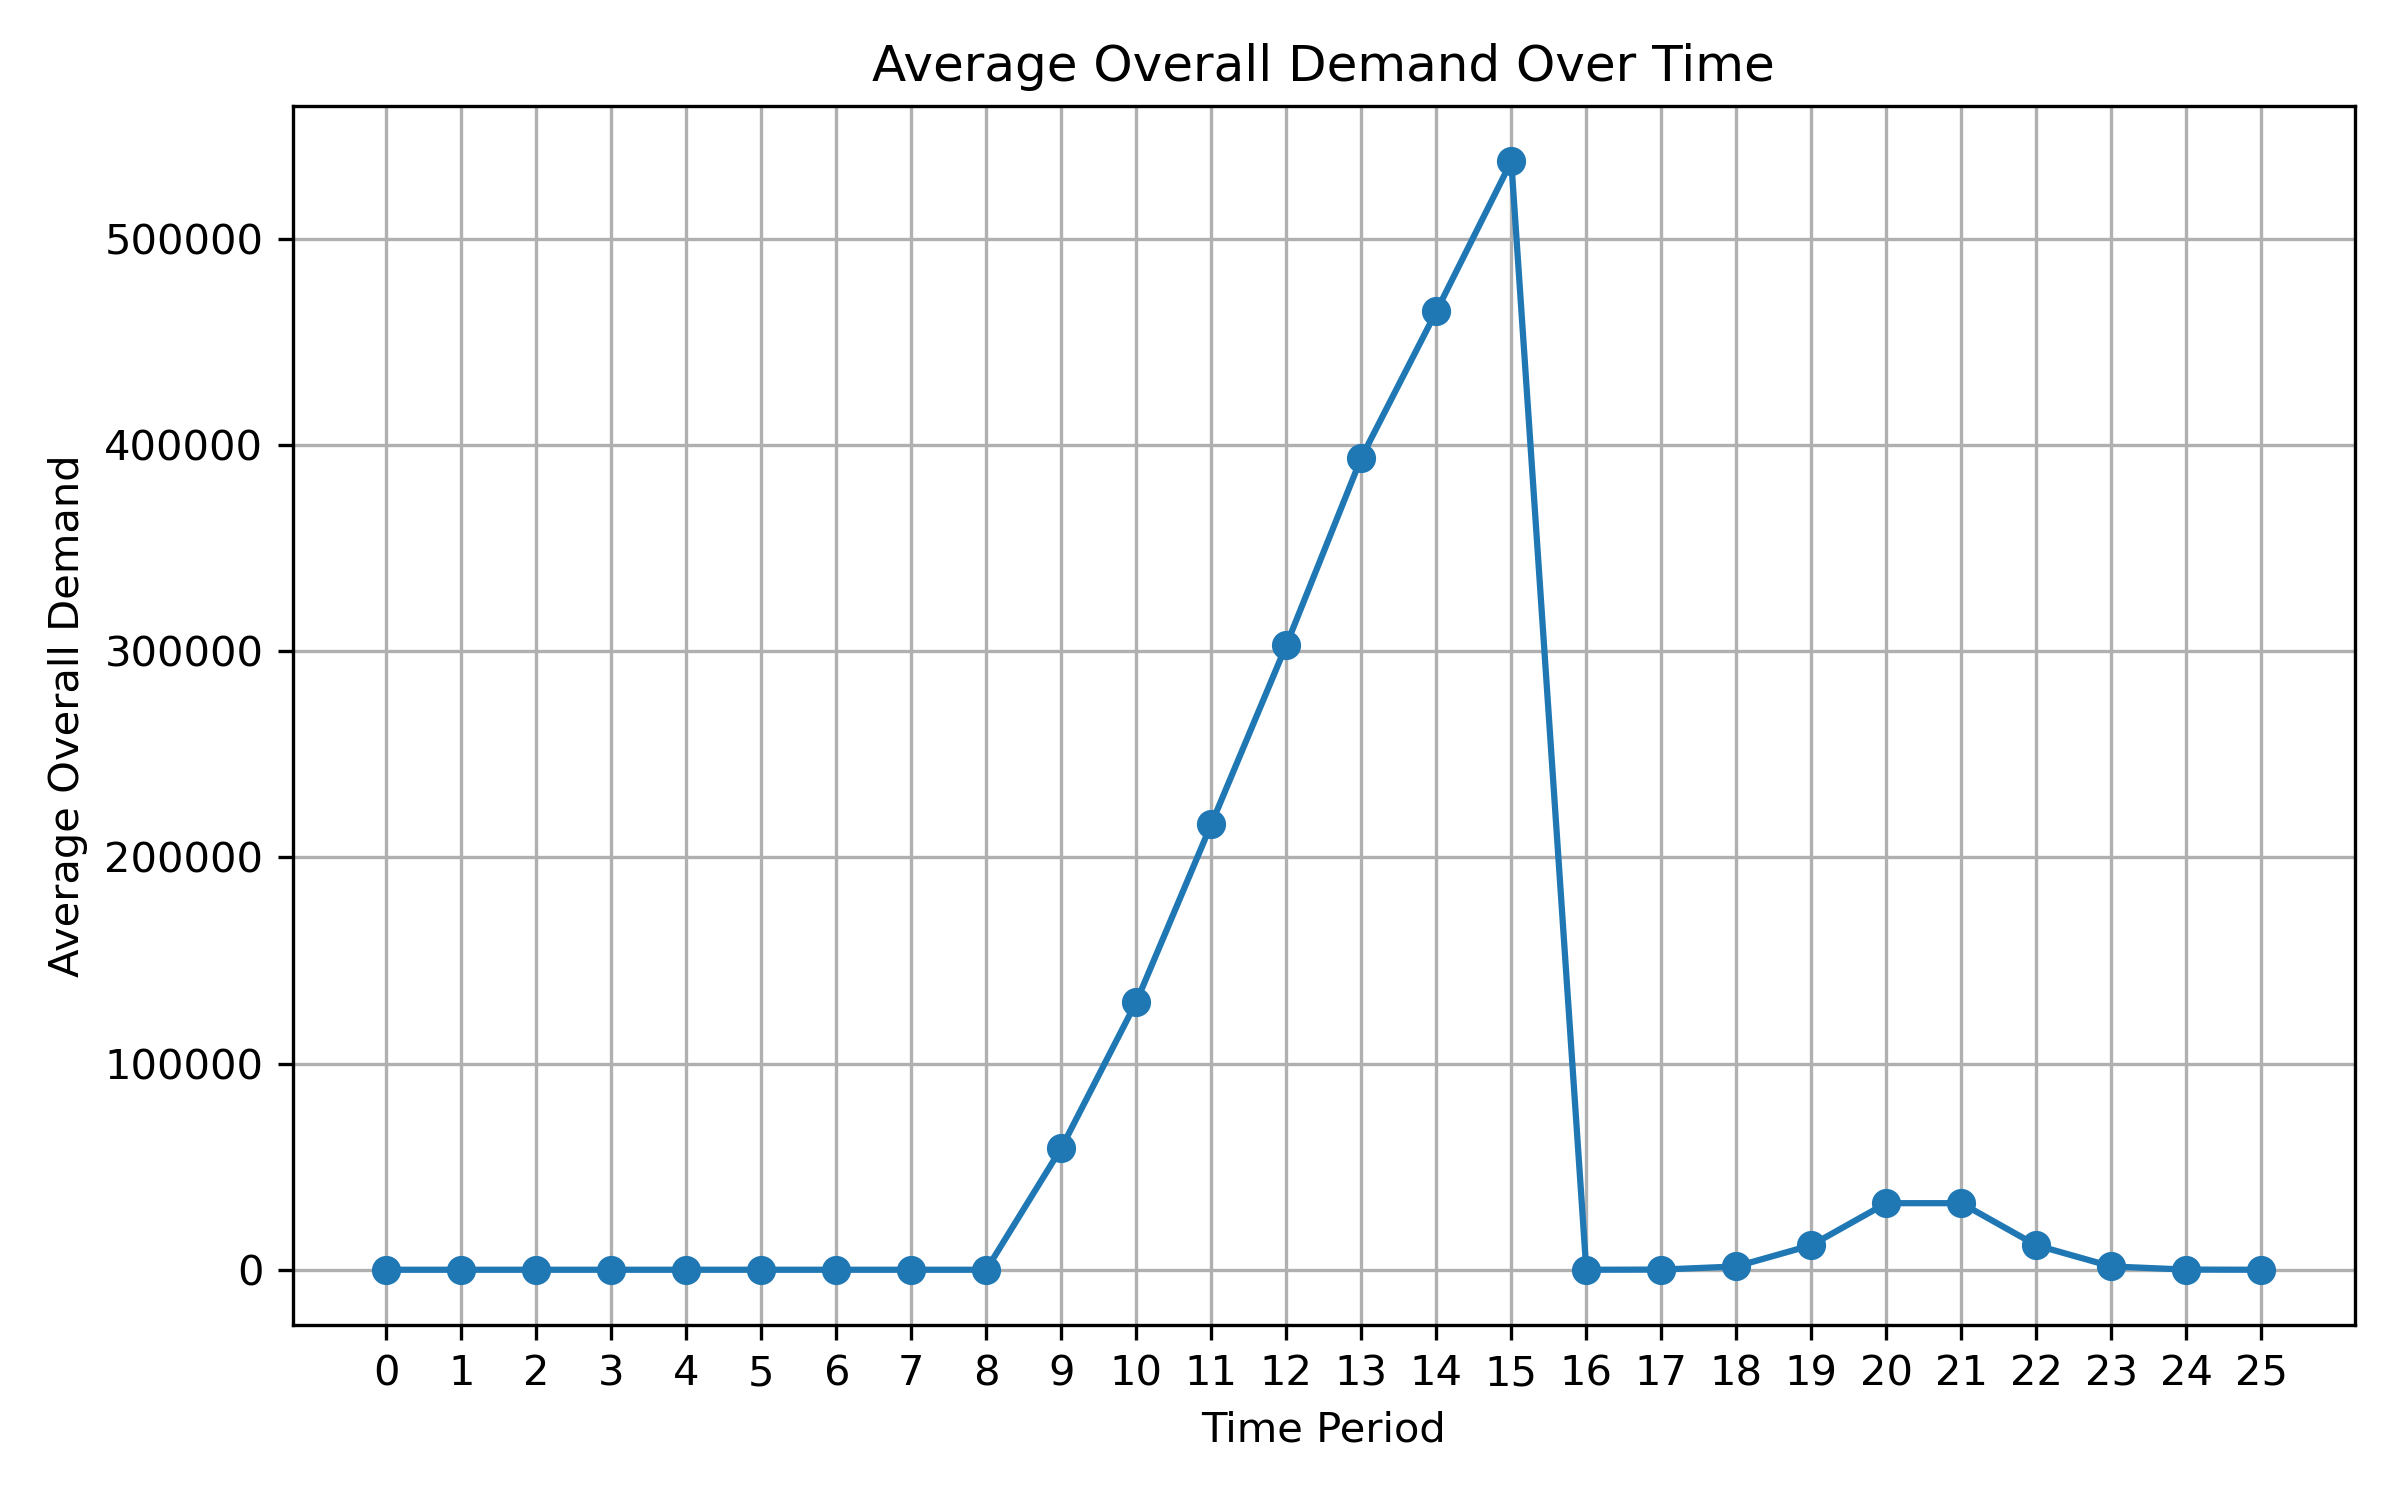 Average Overall Demand Over Time
Average Overall Demand
500000
400000
300000
200000
100000
0
0 1 2 3 4 5 6 7 8 9 10 11 12 13 14 15 16 17 18 19 20 21 22 23 24 25
Time Period